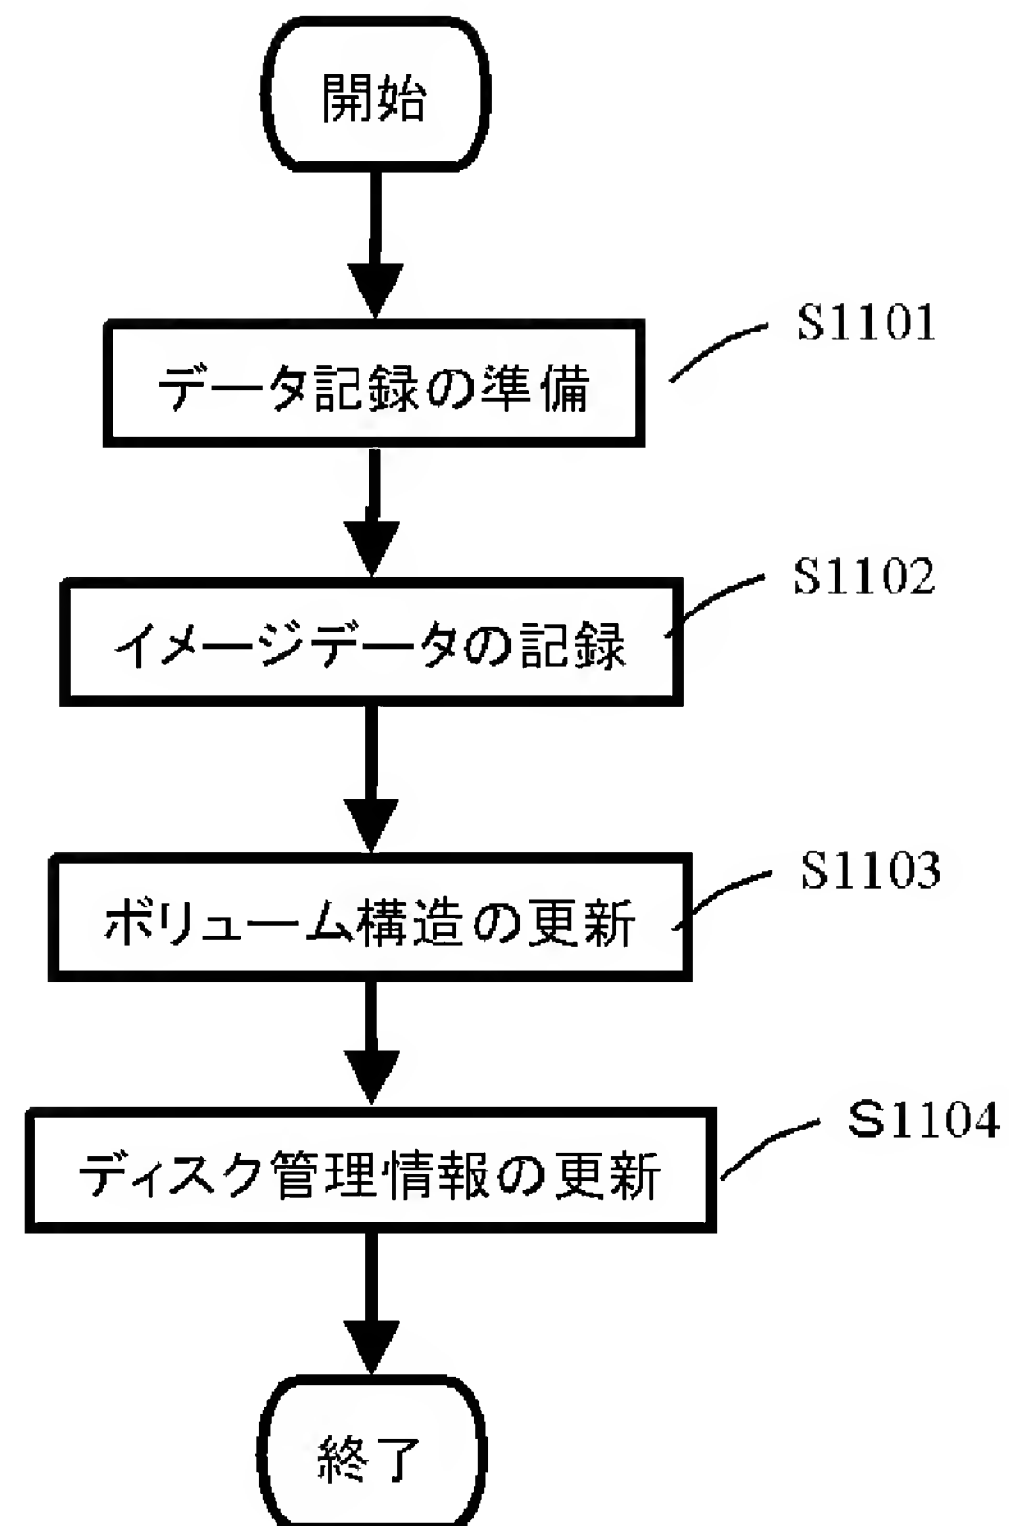 開始
S1101
データ記録の準備
S1102
イメージデータの記録
S1103
ボリューム構造の更新
S1104
ディスク管理情報の更新
終了